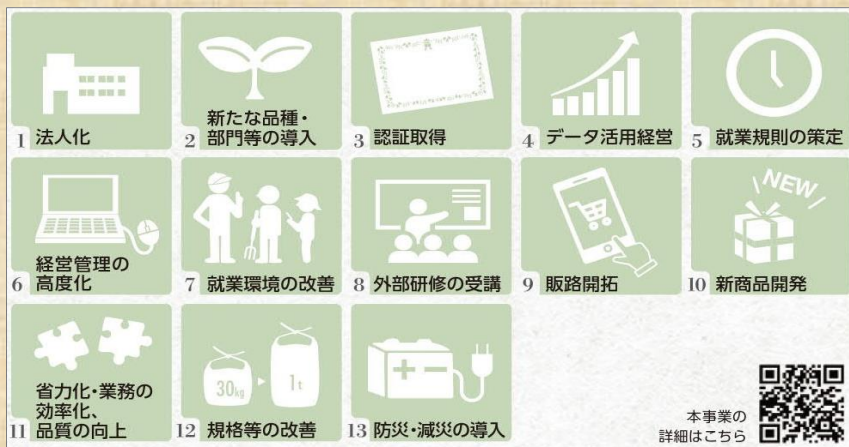 1 法人化
2 新たな品種・
部門等の導入
3 認証取得
4 データ活用経営
5 就業規則の策定
6 経営管理の
高度化
7 就業環境の改善
8 外部研修の受講
9 販路開拓
NEW
10 新商品開発
11 省力化・業務の
効率化、
品質の向上
30kg 1t
12 規格等の改善
13 防災・減災の導入
本事業の
詳細はこちら